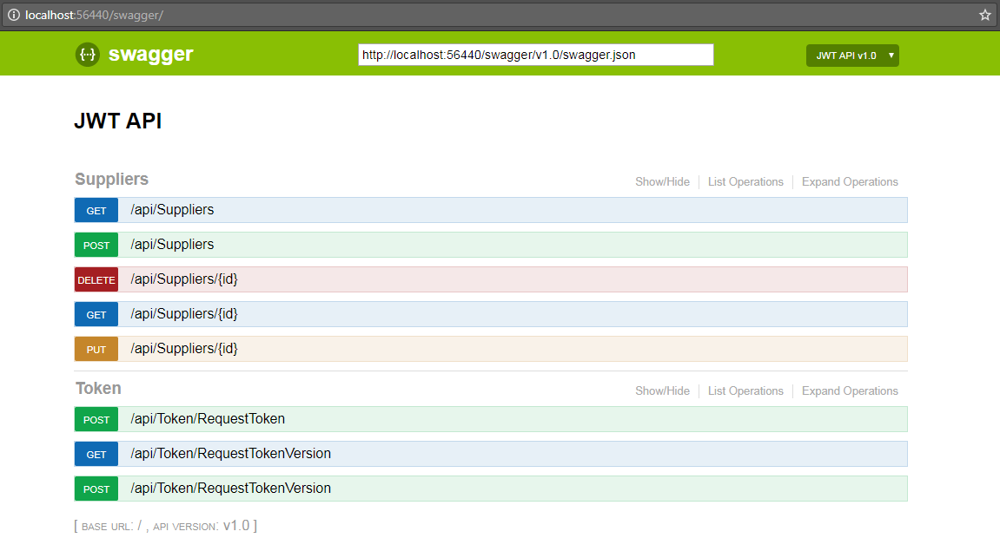 localhost:56440/swagger/
{··} swagger http://localhost:56440/swagger/v1.0/swagger.json JWT API v1.0
JWT API
Suppliers Show/Hide List Operations Expand Operations
GET /api/Suppliers
POST /api/Suppliers
DELETE /api/Suppliers/{id}
GET /api/Suppliers/{id}
PUT /api/Suppliers/{id}
Token Show/Hide List Operations Expand Operations
POST /api/Token/RequestToken
GET /api/Token/RequestTokenVersion
POST /api/Token/RequestTokenVersion
[ BASE URL: / , API VERSION: v1.0 ]